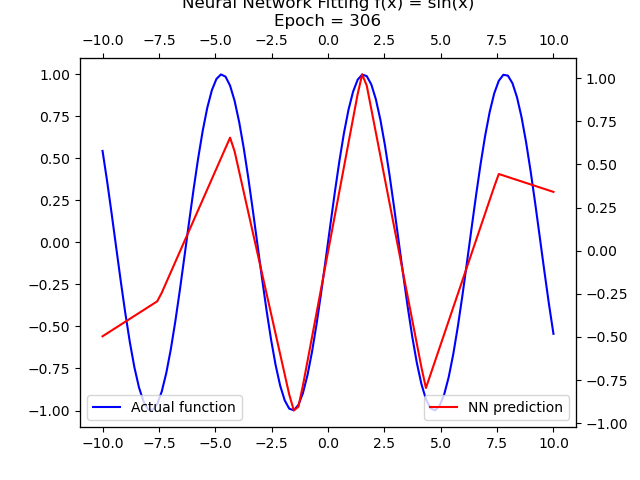 Neural Network Fitting f(x) = sin(x)
Epoch = 306
−10.0 −7.5 −5.0 −2.5 0.0 2.5 5.0 7.5 10.0
1.00 1.00
0.75 0.75
0.50 0.50
0.25 0.25
0.00 0.00
−0.25 −0.25
−0.50 −0.50
−0.75 −0.75
−1.00 −1.00
Actual function NN prediction
−10.0 −7.5 −5.0 −2.5 0.0 2.5 5.0 7.5 10.0